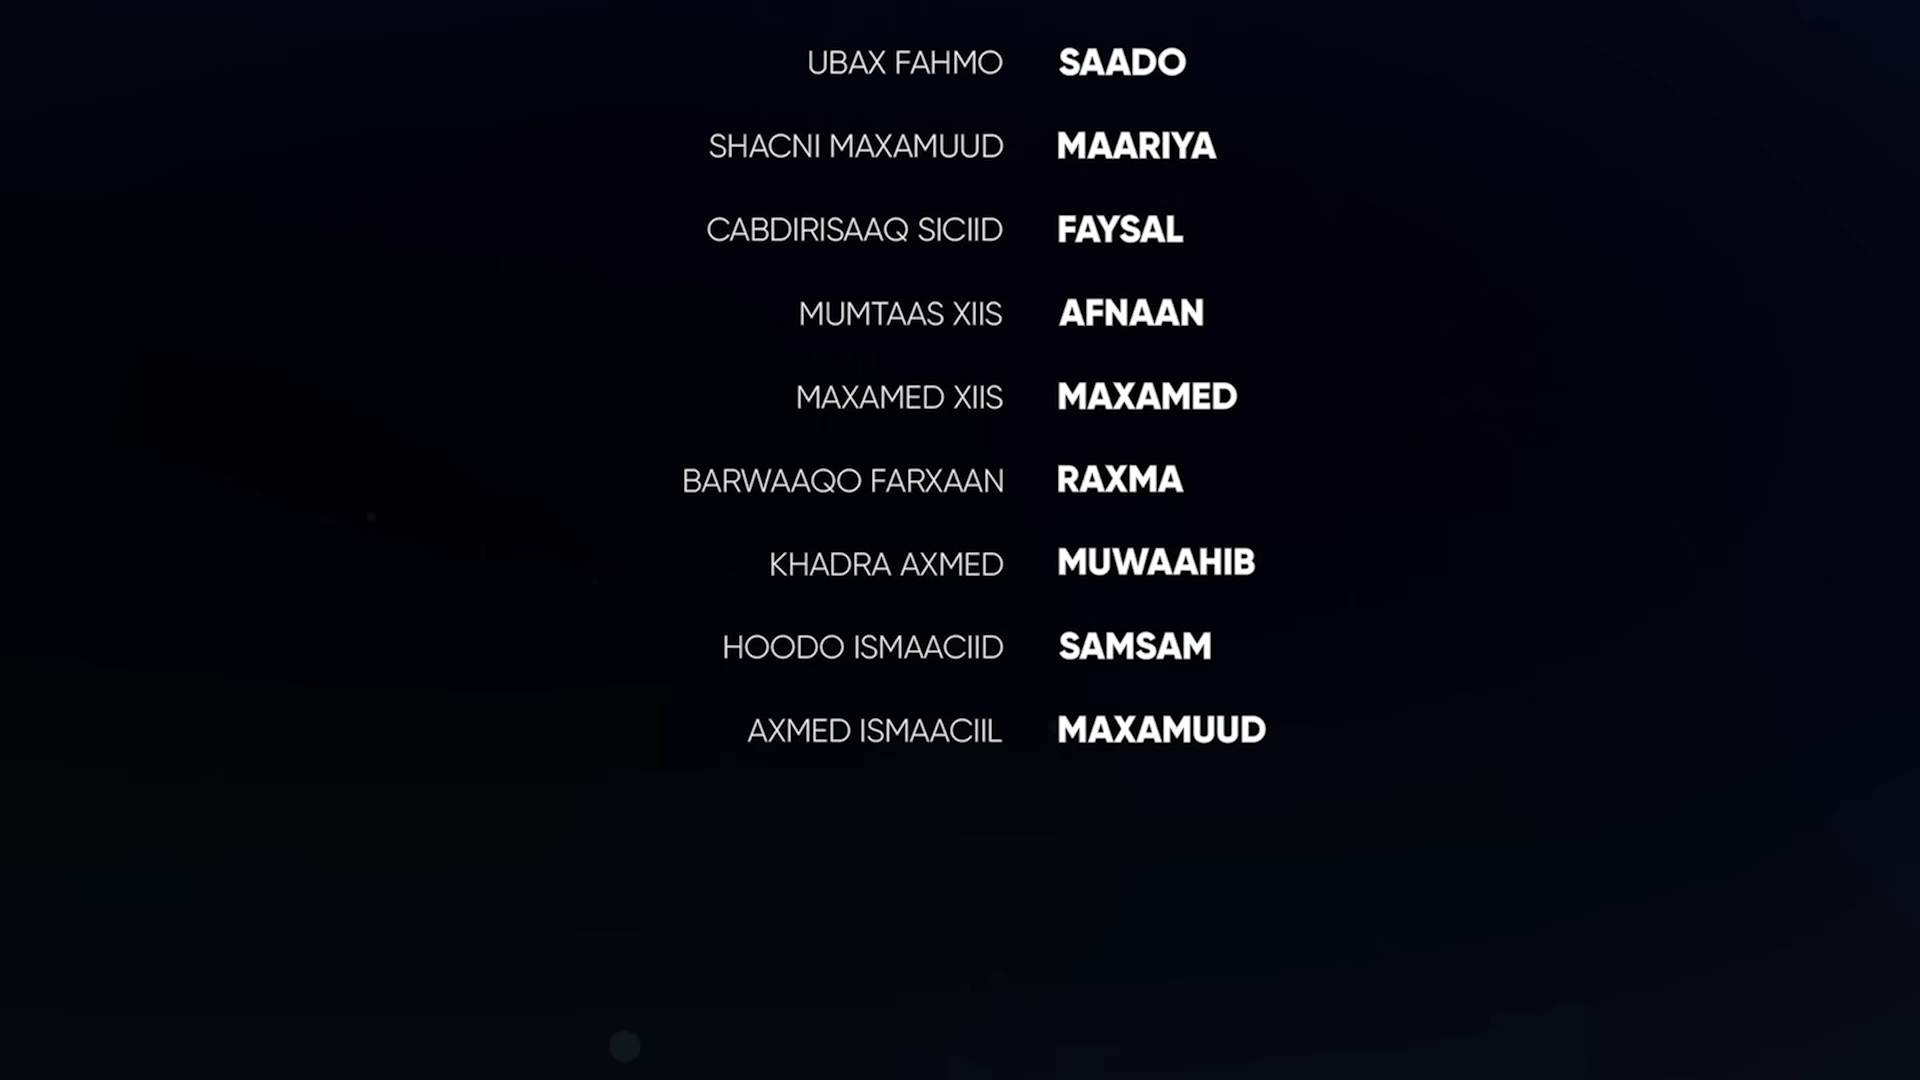 UBAX FAHMO SAADO
SHACNI MAXAMUUD MAARIYA
CABDIRISAAQ SICIID FAYSAL
MUMTAAS XIIS AFNAAN
MAXAMED XIIS MAXAMED
BARWAAQO FARXAAN RAXMA
KHADRA AXMED MUWAAHIB
HOODO ISMAACIID SAMSAM
AXMED ISMAACIIL MAXAMUUD